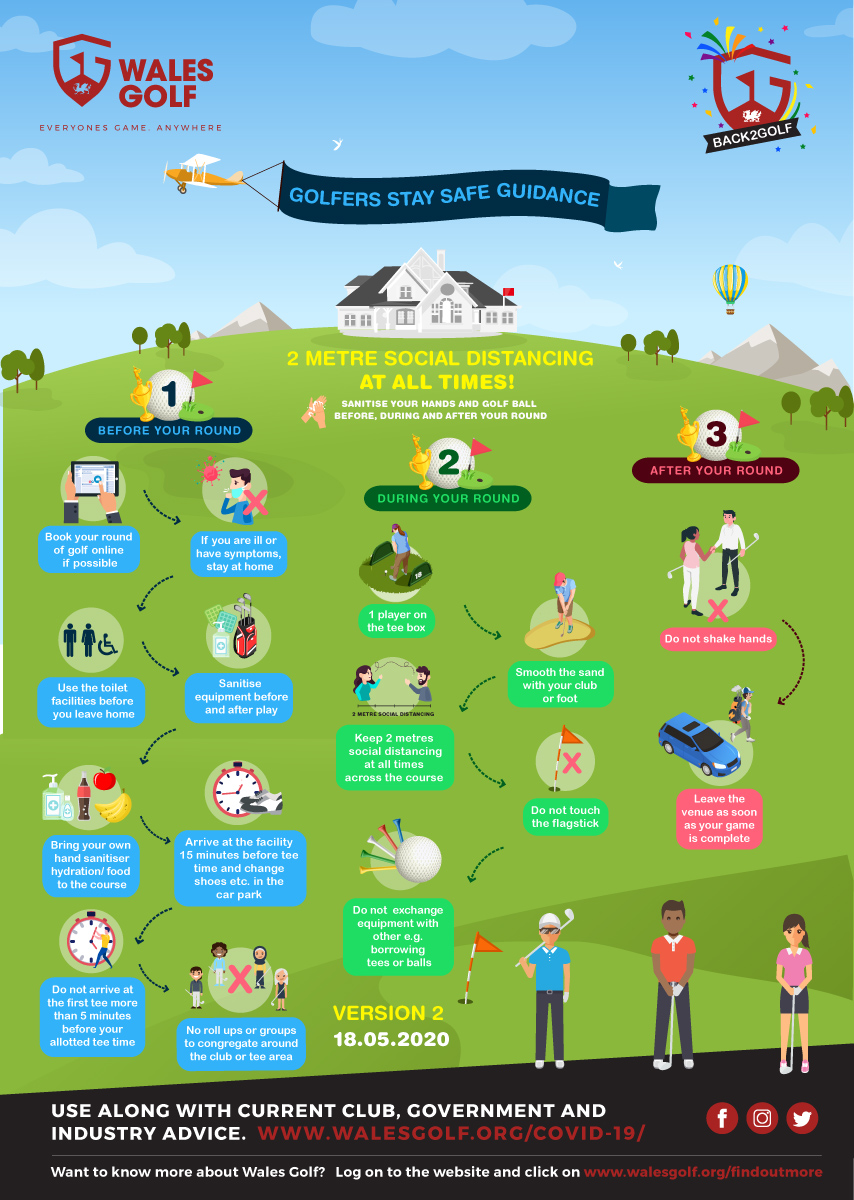 WALES
GOLF
EVERYONES GAME. ANYWHERE
BACK2GOLF
GOLFERS STAY SAFE GUIDANCE
2 METRE SOCIAL DISTANCING
AT ALL TIMES!
SANITISE YOUR HANDS AND GOLF BALL
BEFORE, DURING AND AFTER YOUR ROUND
1
BEFORE YOUR ROUND
Book your round
of golf online
if possible
If you are ill or
have symptoms,
stay at home
Use the toilet
facilities before
you leave home
Sanitise
equipment before
and after play
Bring your own
hand sanitiser
hydration/ food
to the course
Arrive at the facility
15 minutes before tee
time and change
shoes etc. in the
car park
Do not arrive at
the first tee more
than 5 minutes
before your
allotted tee time
No roll ups or groups
to congregate around
the club or tee area
2
DURING YOUR ROUND
18
1 player on
the tee box
Smooth the sand
with your club
or foot
2 METRE SOCIAL DISTANCING
Keep 2 metres
social distancing
at all times
across the course
Do not touch
the flagstick
Do not exchange
equipment with
other e.g.
borrowing
tees or balls
3
AFTER YOUR ROUND
Do not shake hands
Leave the
venue as soon
as your game
is complete
VERSION 2
18.05.2020
USE ALONG WITH CURRENT CLUB, GOVERNMENT AND
INDUSTRY ADVICE. WWW.WALESGOLF.ORG/COVID-19/
Want to know more about Wales Golf? Log on to the website and click on www.walesgolf.org/findoutmore